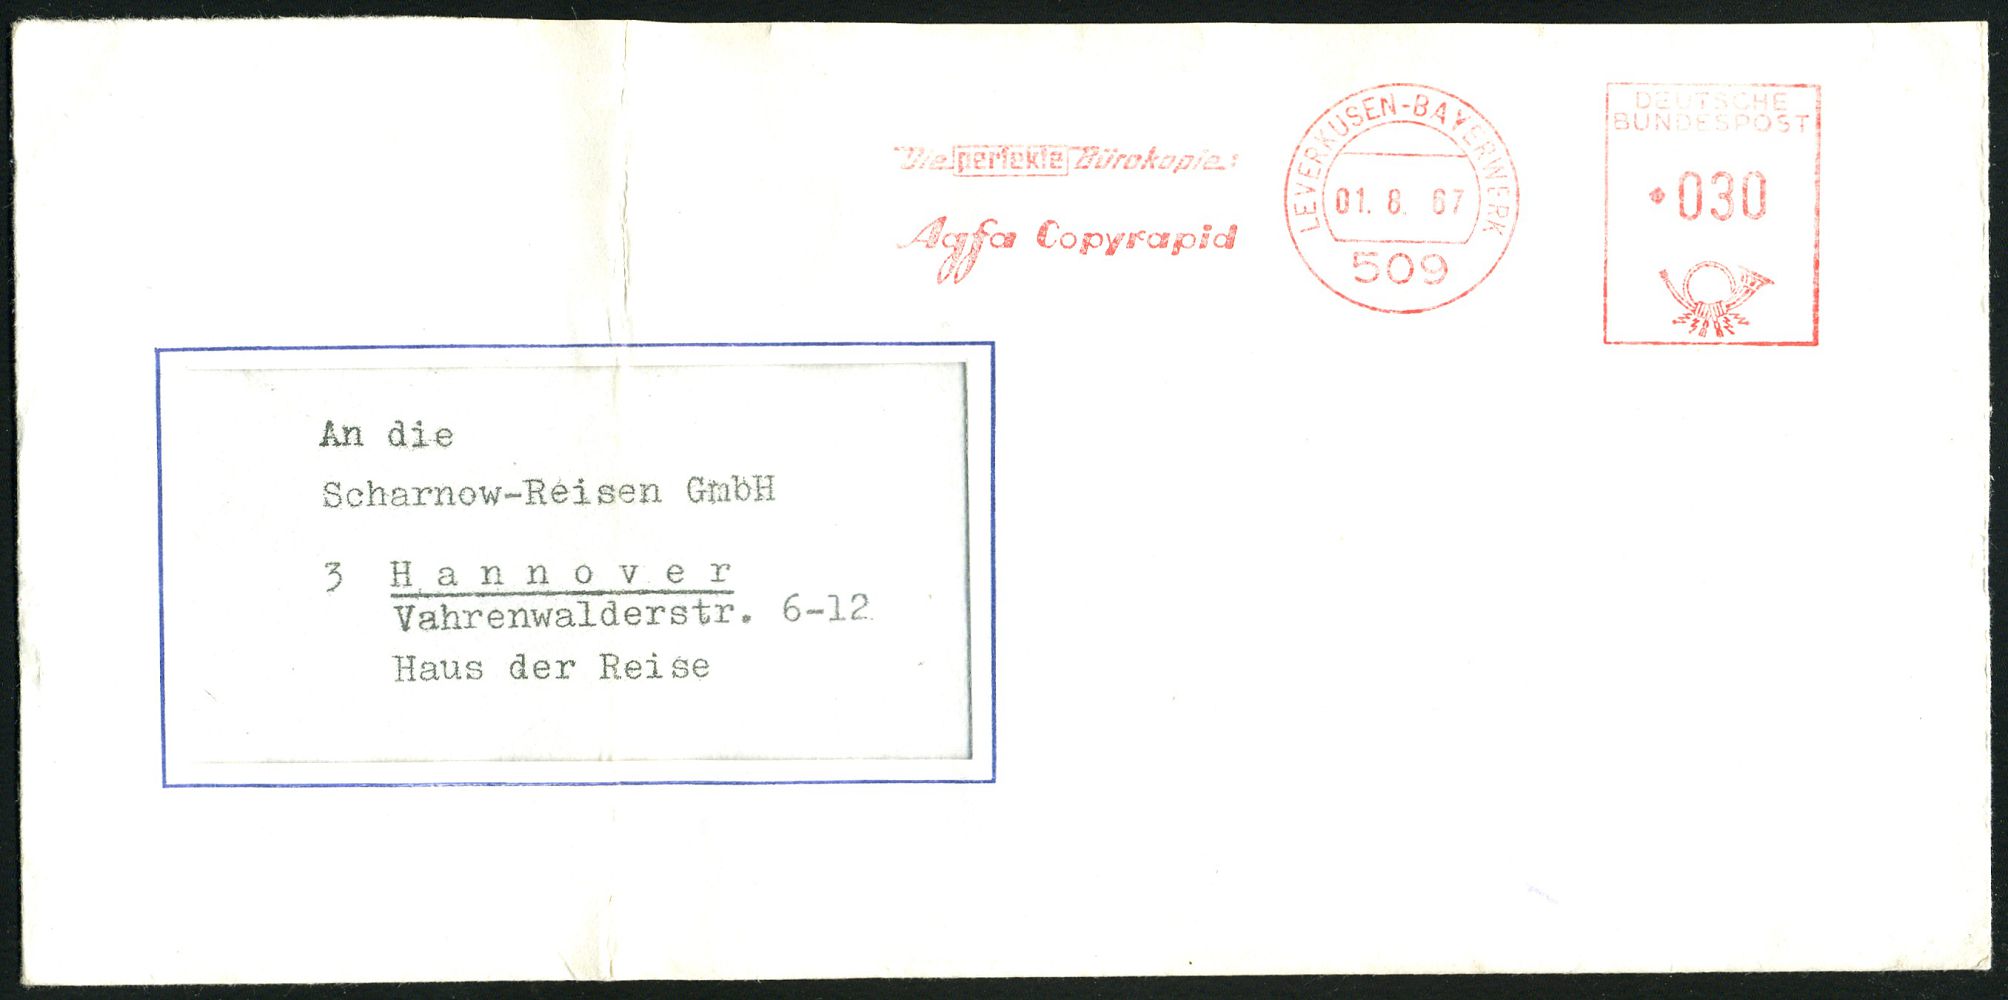 Die perfekte Bürokopie:
Agfa Copyrapid
LEVERKUSEN-BAYERWERK
01. 8. 67
509
DEUTSCHE
BUNDESPOST
030
An die
Scharnow-Reisen GmbH
3 H a n n o v e r
Vahrenwalderstr. 6-12
Haus der Reise